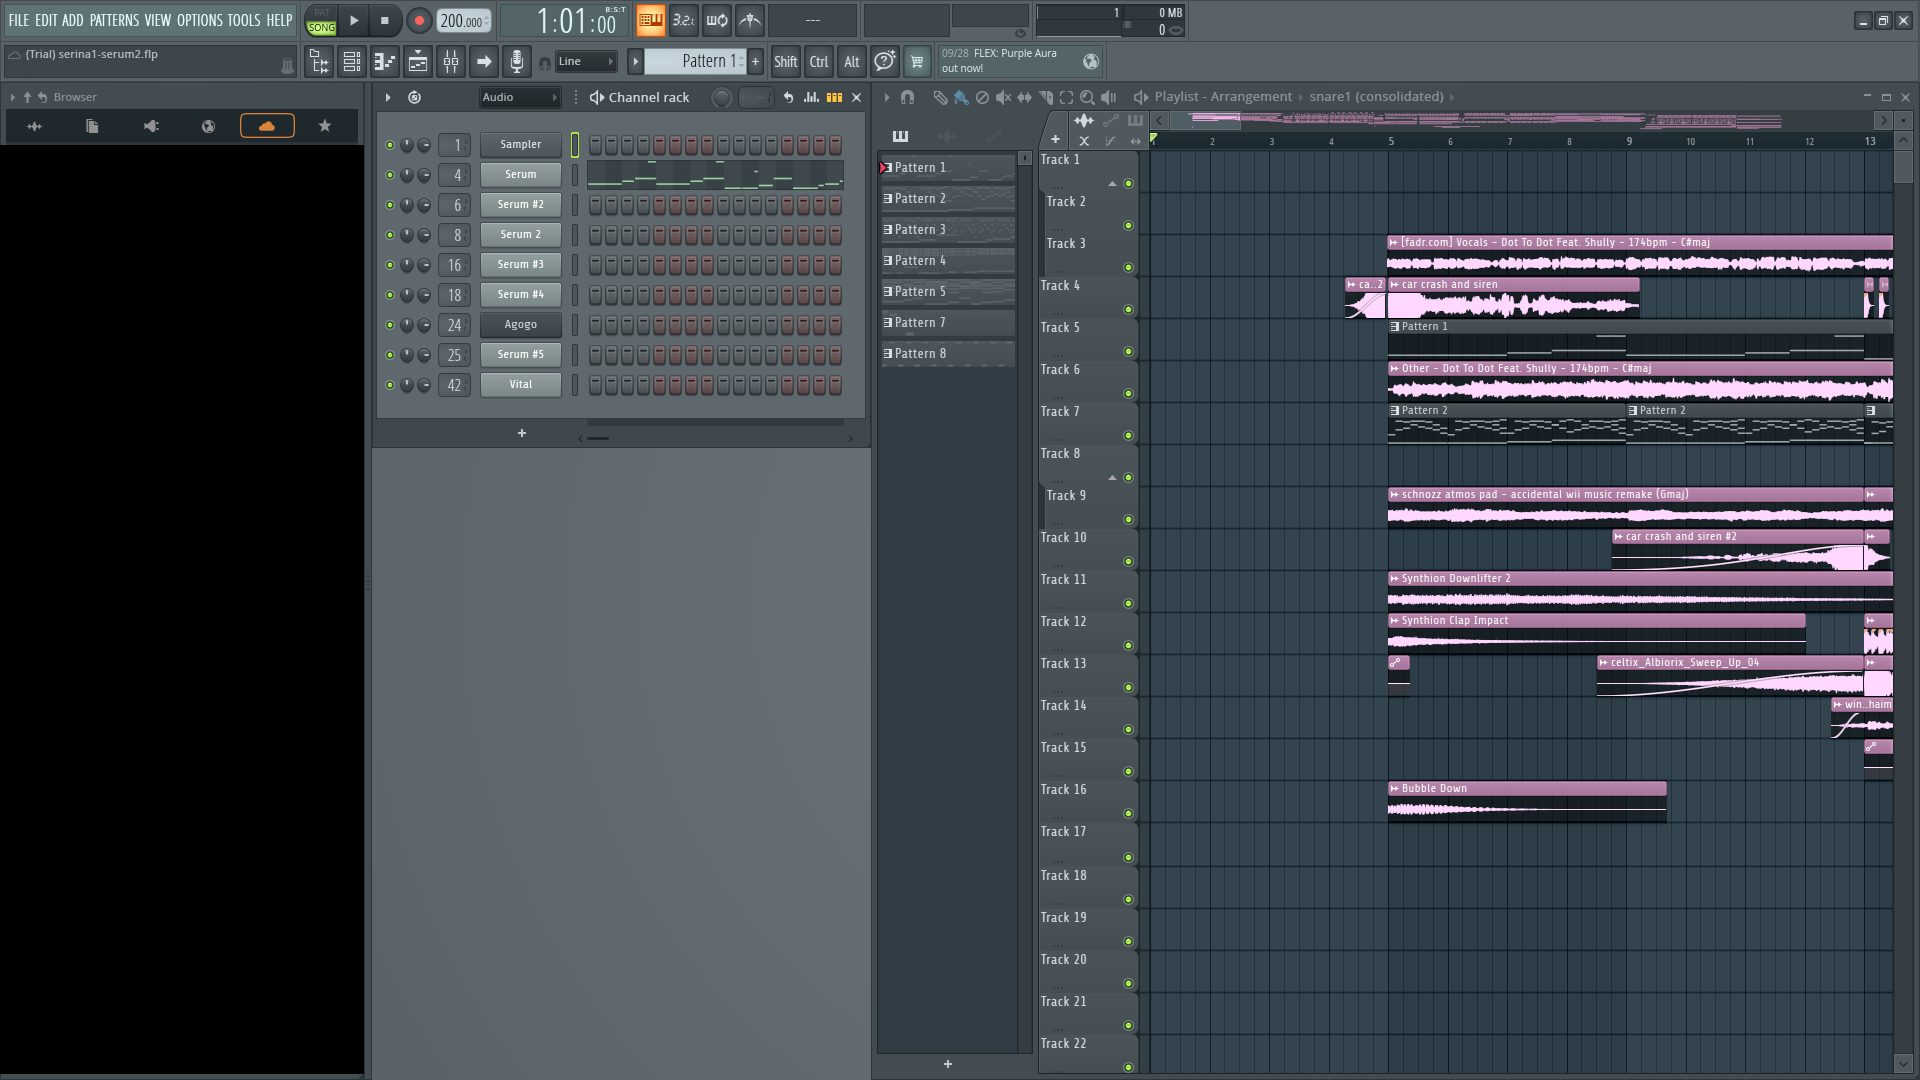 FILE EDIT ADD PATTERNS VIEW OPTIONS TOOLS HELP
PAT
SONG
200.000
1:01:00
B:S:T
3.2.
---
1
0 MB
0
(Trial) serina1-serum2.flp
Line
Pattern 1
+
Shift
Ctrl
Alt
09/28 FLEX: Purple Aura
out now!
Browser
Audio
Channel rack
1 Sampler
4 Serum
6 Serum #2
8 Serum 2
16 Serum #3
18 Serum #4
24 Agogo
25 Serum #5
42 Vital
+
Playlist - Arrangement › snare1 (consolidated) ›
Pattern 1
Pattern 2
Pattern 3
Pattern 4
Pattern 5
Pattern 7
Pattern 8
+
+
1 2 3 4 5 6 7 8 9 10 11 12 13
Track 1
Track 2
Track 3
[fadr.com] Vocals - Dot To Dot Feat. Shully - 174bpm - C#maj
Track 4
ca..2
car crash and siren
Track 5
Pattern 1
Track 6
Other - Dot To Dot Feat. Shully - 174bpm - C#maj
Track 7
Pattern 2
Pattern 2
Track 8
Track 9
schnozz atmos pad - accidental wii music remake (Gmaj)
Track 10
car crash and siren #2
Track 11
Synthion Downlifter 2
Track 12
Synthion Clap Impact
Track 13
celtix_Albiorix_Sweep_Up_04
Track 14
win..haim
Track 15
Track 16
Bubble Down
Track 17
Track 18
Track 19
Track 20
Track 21
Track 22